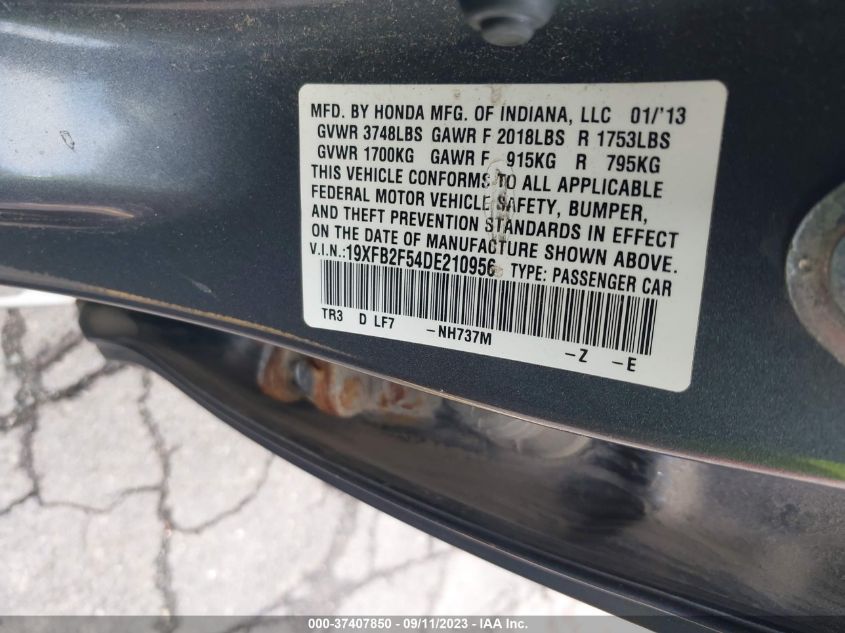 MFD. BY HONDA MFG. OF INDIANA, LLC 01/'13
GVWR 3748LBS GAWR F 2018LBS R 1753LBS
GVWR 1700KG GAWR F 915KG R 795KG
THIS VEHICLE CONFORMS TO ALL APPLICABLE
FEDERAL MOTOR VEHICLE SAFETY, BUMPER,
AND THEFT PREVENTION STANDARDS IN EFFECT
ON THE DATE OF MANUFACTURE SHOWN ABOVE.
V.I.N.:19XFB2F54DE210956 TYPE: PASSENGER CAR
TR3 D LF7 -NH737M -Z -E
000-37407850 - 09/11/2023 - IAA Inc.